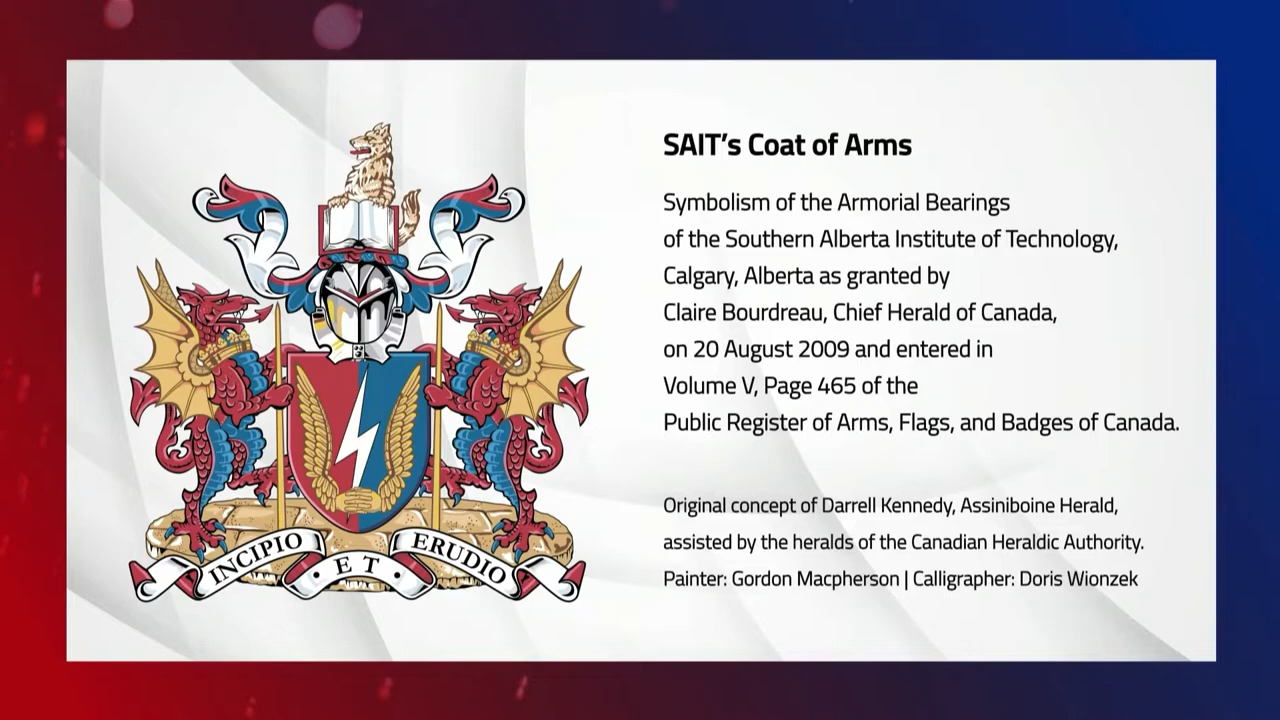 SAIT's Coat of Arms
Symbolism of the Armorial Bearings
of the Southern Alberta Institute of Technology,
Calgary, Alberta as granted by
Claire Bourdreau, Chief Herald of Canada,
on 20 August 2009 and entered in
Volume V, Page 465 of the
Public Register of Arms, Flags, and Badges of Canada.
Original concept of Darrell Kennedy, Assiniboine Herald,
assisted by the heralds of the Canadian Heraldic Authority.
Painter: Gordon Macpherson | Calligrapher: Doris Wionzek
INCIPIO · ET · ERUDIO